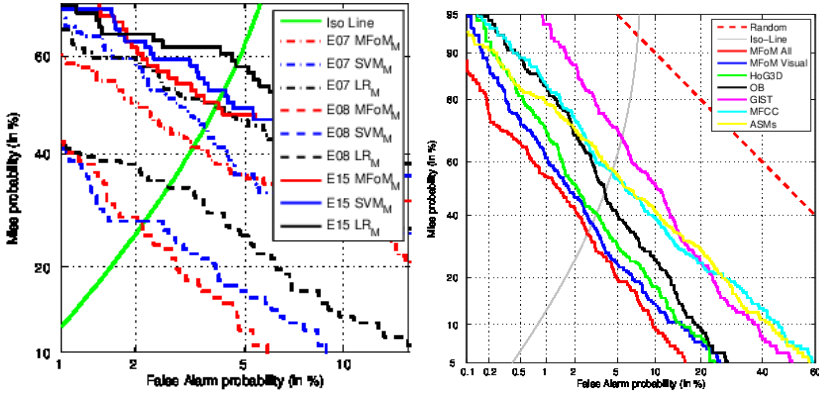 60
40
20
10
1
2
5
10
Miss probability (in %)
False Alarm probability (in %)
Iso Line
E07 MFoM_M
E07 SVM_M
E07 LR_M
E08 MFoM_M
E08 SVM_M
E08 LR_M
E15 MFoM_M
E15 SVM_M
E15 LR_M
95
90
80
60
40
20
10
5
0.1
0.2
0.5
1
2
5
10
20
40
60
Miss probability (in %)
False Alarm probability (in %)
Random
Iso-Line
MFoM All
MFoM Visual
HoG3D
OB
GIST
MFCC
ASMs